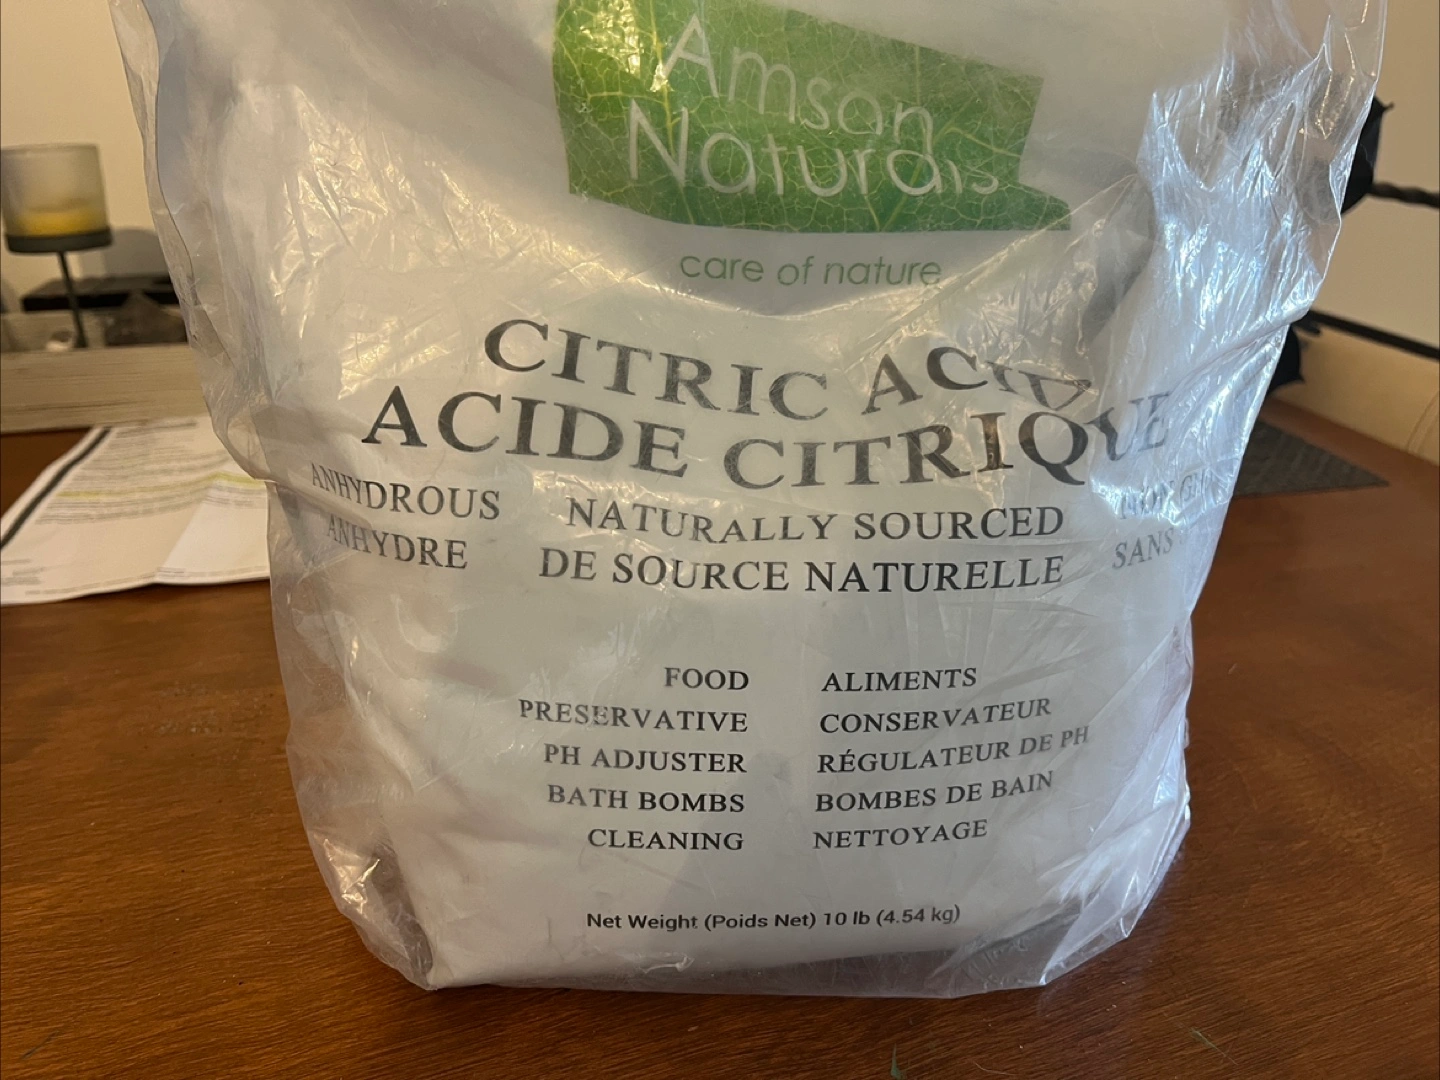 Amsan
Naturals
care of nature
CITRIC ACID
ACIDE CITRIQUE
ANHYDROUS NATURALLY SOURCED
ANHYDRE DE SOURCE NATURELLE SANS
FOOD ALIMENTS
PRESERVATIVE CONSERVATEUR
PH ADJUSTER RÉGULATEUR DE PH
BATH BOMBS BOMBES DE BAIN
CLEANING NETTOYAGE
Net Weight (Poids Net) 10 lb (4.54 kg)